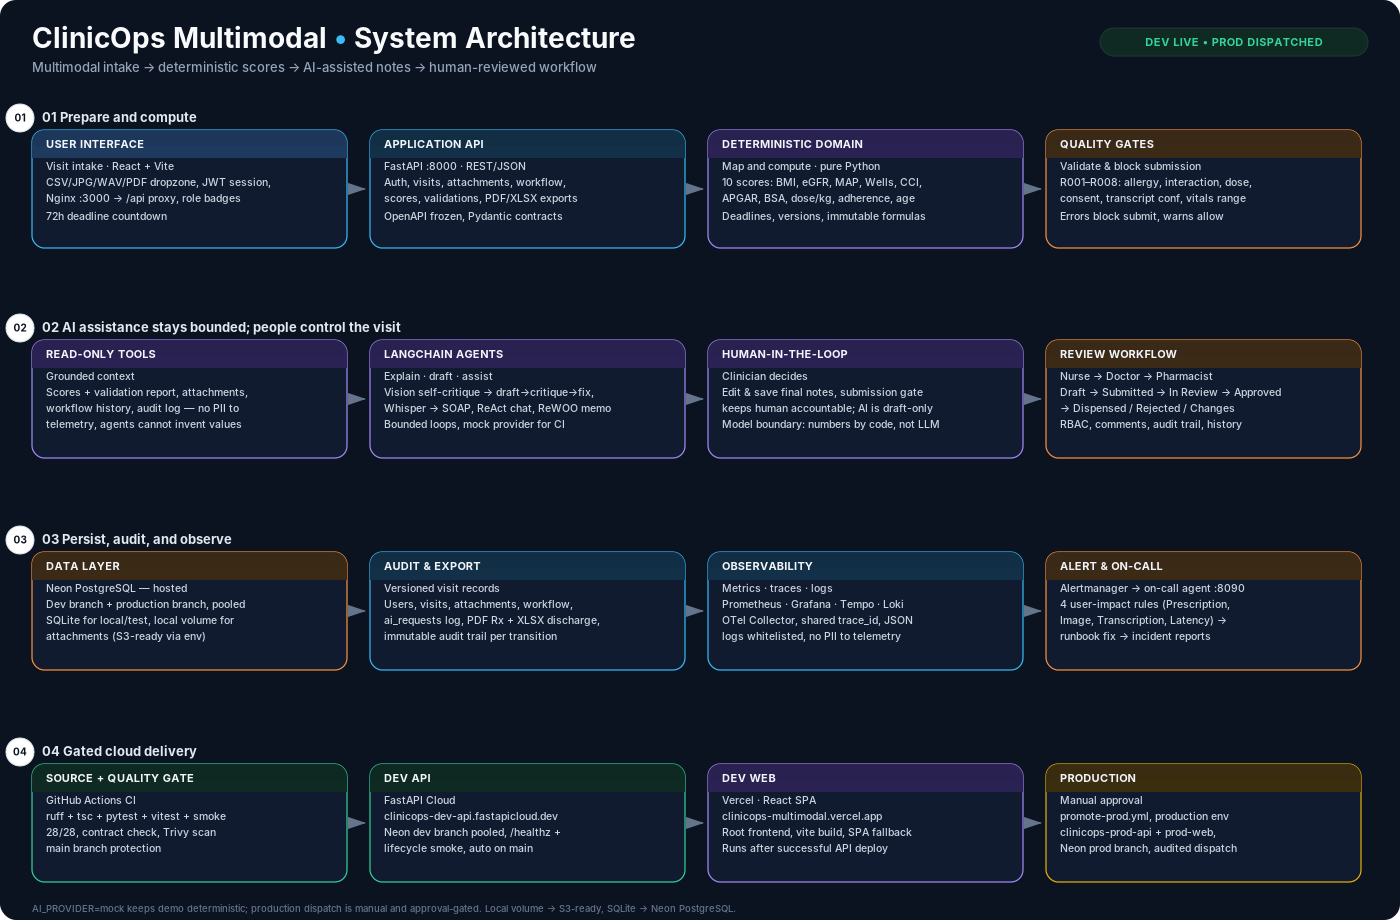 ClinicOps Multimodal • System Architecture
DEV LIVE • PROD DISPATCHED
Multimodal intake → deterministic scores → AI-assisted notes → human-reviewed workflow
01
01 Prepare and compute
USER INTERFACE
Visit intake · React + Vite
CSV/JPG/WAV/PDF dropzone, JWT session,
Nginx :3000 → /api proxy, role badges
72h deadline countdown
APPLICATION API
FastAPI :8000 · REST/JSON
Auth, visits, attachments, workflow,
scores, validations, PDF/XLSX exports
OpenAPI frozen, Pydantic contracts
DETERMINISTIC DOMAIN
Map and compute · pure Python
10 scores: BMI, eGFR, MAP, Wells, CCI,
APGAR, BSA, dose/kg, adherence, age
Deadlines, versions, immutable formulas
QUALITY GATES
Validate & block submission
R001–R008: allergy, interaction, dose,
consent, transcript conf, vitals range
Errors block submit, warns allow
02
02 AI assistance stays bounded; people control the visit
READ-ONLY TOOLS
Grounded context
Scores + validation report, attachments,
workflow history, audit log — no PII to
telemetry, agents cannot invent values
LANGCHAIN AGENTS
Explain · draft · assist
Vision self-critique → draft→critique→fix,
Whisper → SOAP, ReAct chat, ReWOO memo
Bounded loops, mock provider for CI
HUMAN-IN-THE-LOOP
Clinician decides
Edit & save final notes, submission gate
keeps human accountable; AI is draft-only
Model boundary: numbers by code, not LLM
REVIEW WORKFLOW
Nurse → Doctor → Pharmacist
Draft → Submitted → In Review → Approved
→ Dispensed / Rejected / Changes
RBAC, comments, audit trail, history
03
03 Persist, audit, and observe
DATA LAYER
Neon PostgreSQL — hosted
Dev branch + production branch, pooled
SQLite for local/test, local volume for
attachments (S3-ready via env)
AUDIT & EXPORT
Versioned visit records
Users, visits, attachments, workflow,
ai_requests log, PDF Rx + XLSX discharge,
immutable audit trail per transition
OBSERVABILITY
Metrics · traces · logs
Prometheus · Grafana · Tempo · Loki
OTel Collector, shared trace_id, JSON
logs whitelisted, no PII to telemetry
ALERT & ON-CALL
Alertmanager → on-call agent :8090
4 user-impact rules (Prescription,
Image, Transcription, Latency) →
runbook fix → incident reports
04
04 Gated cloud delivery
SOURCE + QUALITY GATE
GitHub Actions CI
ruff + tsc + pytest + vitest + smoke
28/28, contract check, Trivy scan
main branch protection
DEV API
FastAPI Cloud
clinicops-dev-api.fastapicloud.dev
Neon dev branch pooled, /healthz +
lifecycle smoke, auto on main
DEV WEB
Vercel · React SPA
clinicops-multimodal.vercel.app
Root frontend, vite build, SPA fallback
Runs after successful API deploy
PRODUCTION
Manual approval
promote-prod.yml, production env
clinicops-prod-api + prod-web,
Neon prod branch, audited dispatch
AI_PROVIDER=mock keeps demo deterministic; production dispatch is manual and approval-gated. Local volume → S3-ready, SQLite → Neon PostgreSQL.